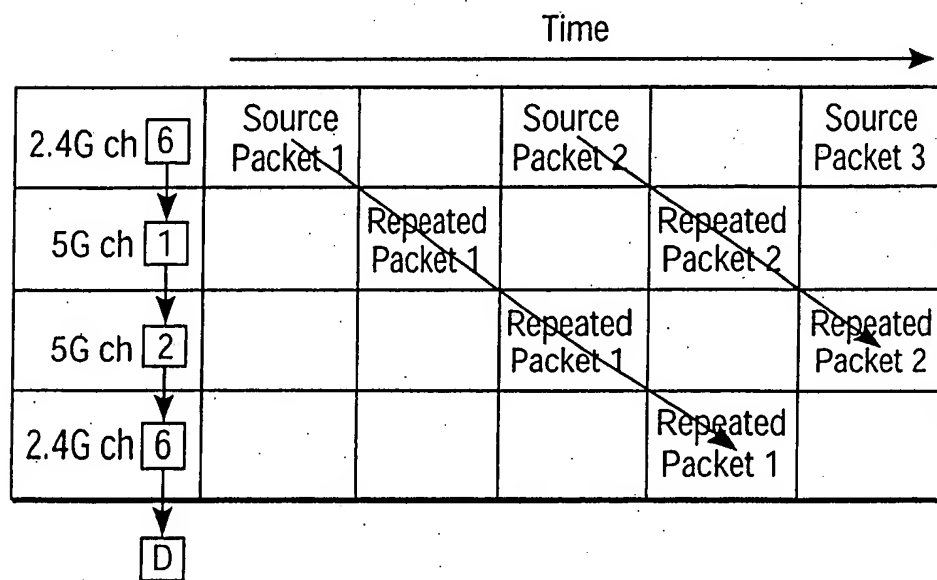 Time
2.4G ch 6
Source
Packet 1
Source
Packet 2
Source
Packet 3
5G ch 1
Repeated
Packet 1
Repeated
Packet 2
5G ch 2
Repeated
Packet 1
Repeated
Packet 2
2.4G ch 6
Repeated
Packet 1
D